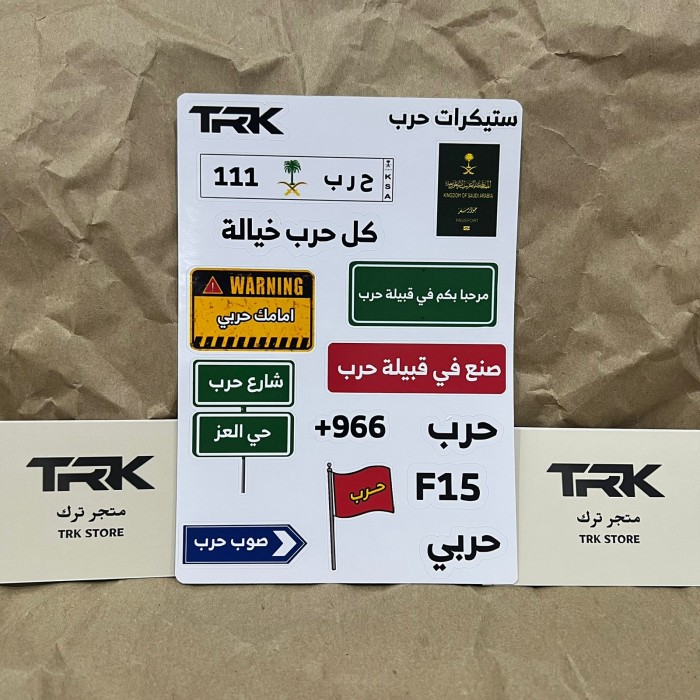 TRK
ستيكرات حرب
111
ح ر ب
KSA
KINGDOM OF SAUDI ARABIA
PASSPORT
كل حرب خيالة
WARNING
امامك حربي
مرحبا بكم في قبيلة حرب
صنع في قبيلة حرب
شارع حرب
حي العز
+966
حرب
حرب
F15
صوب حرب
حربي
TRK
متجر ترك
TRK STORE
TRK
متجر ترك
TRK STORE